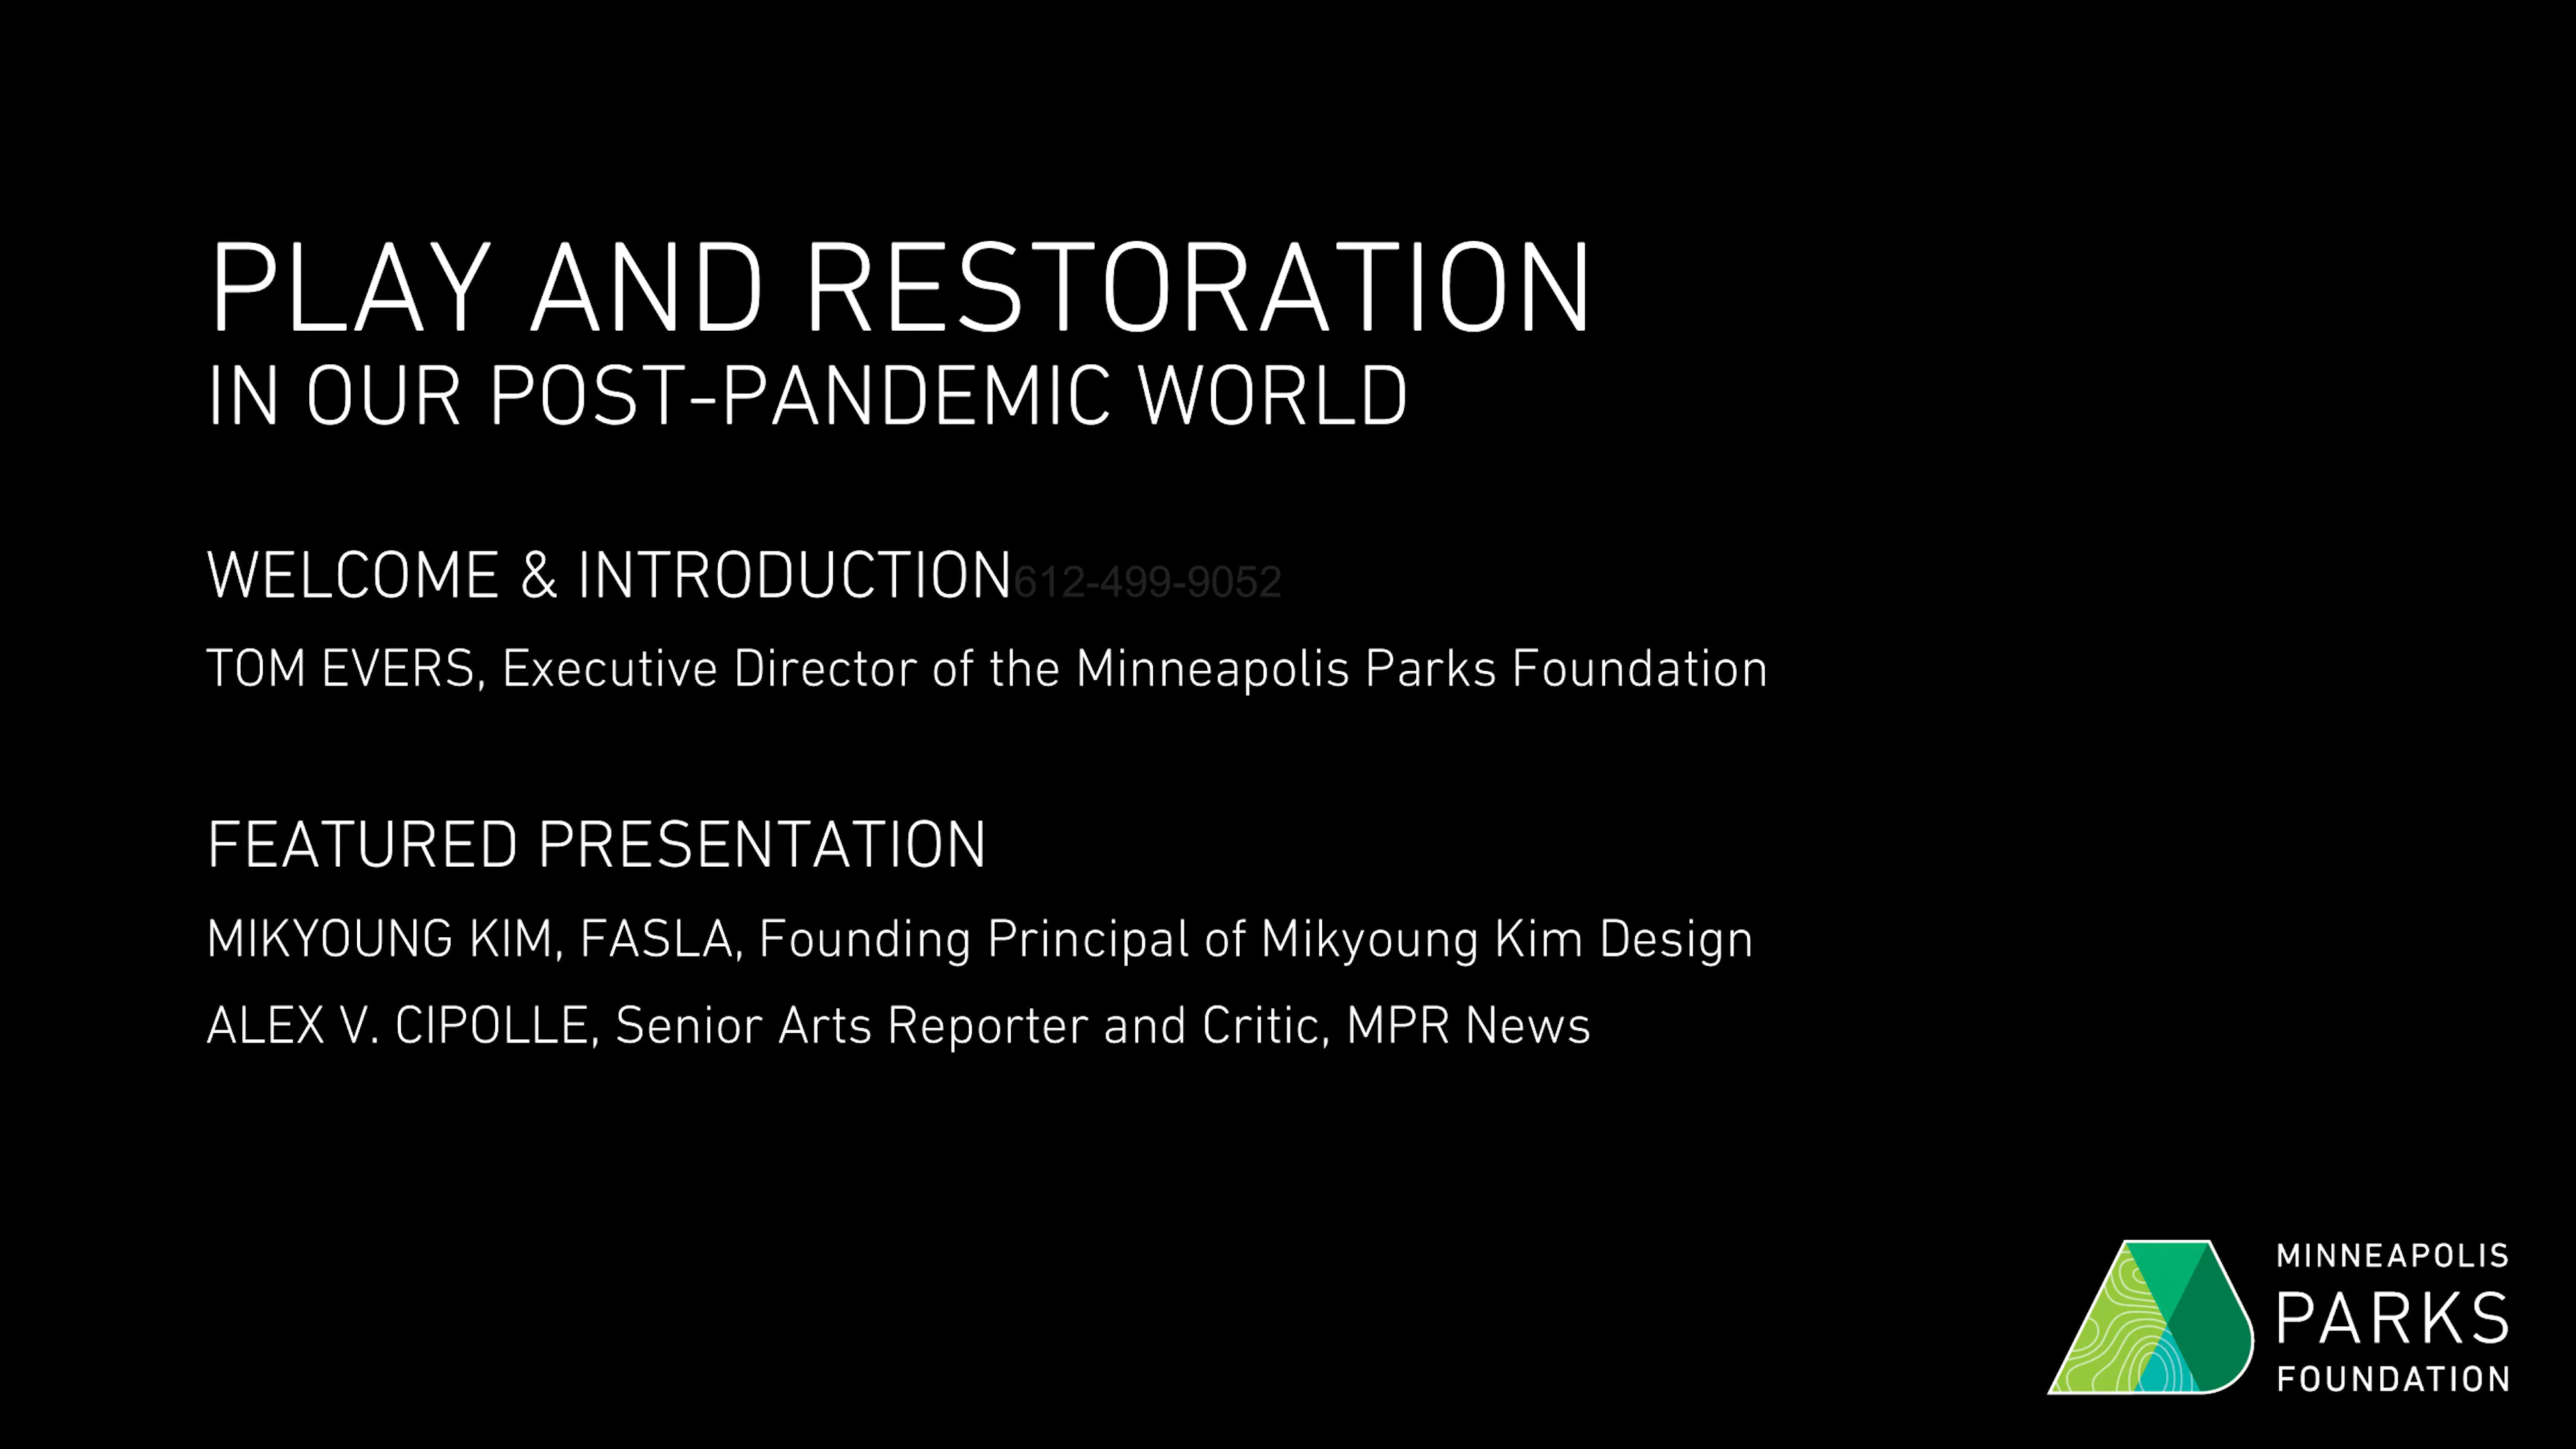 PLAY AND RESTORATION
IN OUR POST-PANDEMIC WORLD
WELCOME & INTRODUCTION612-499-9052
TOM EVERS, Executive Director of the Minneapolis Parks Foundation
FEATURED PRESENTATION
MIKYOUNG KIM, FASLA, Founding Principal of Mikyoung Kim Design
ALEX V. CIPOLLE, Senior Arts Reporter and Critic, MPR News
MINNEAPOLIS
PARKS
FOUNDATION